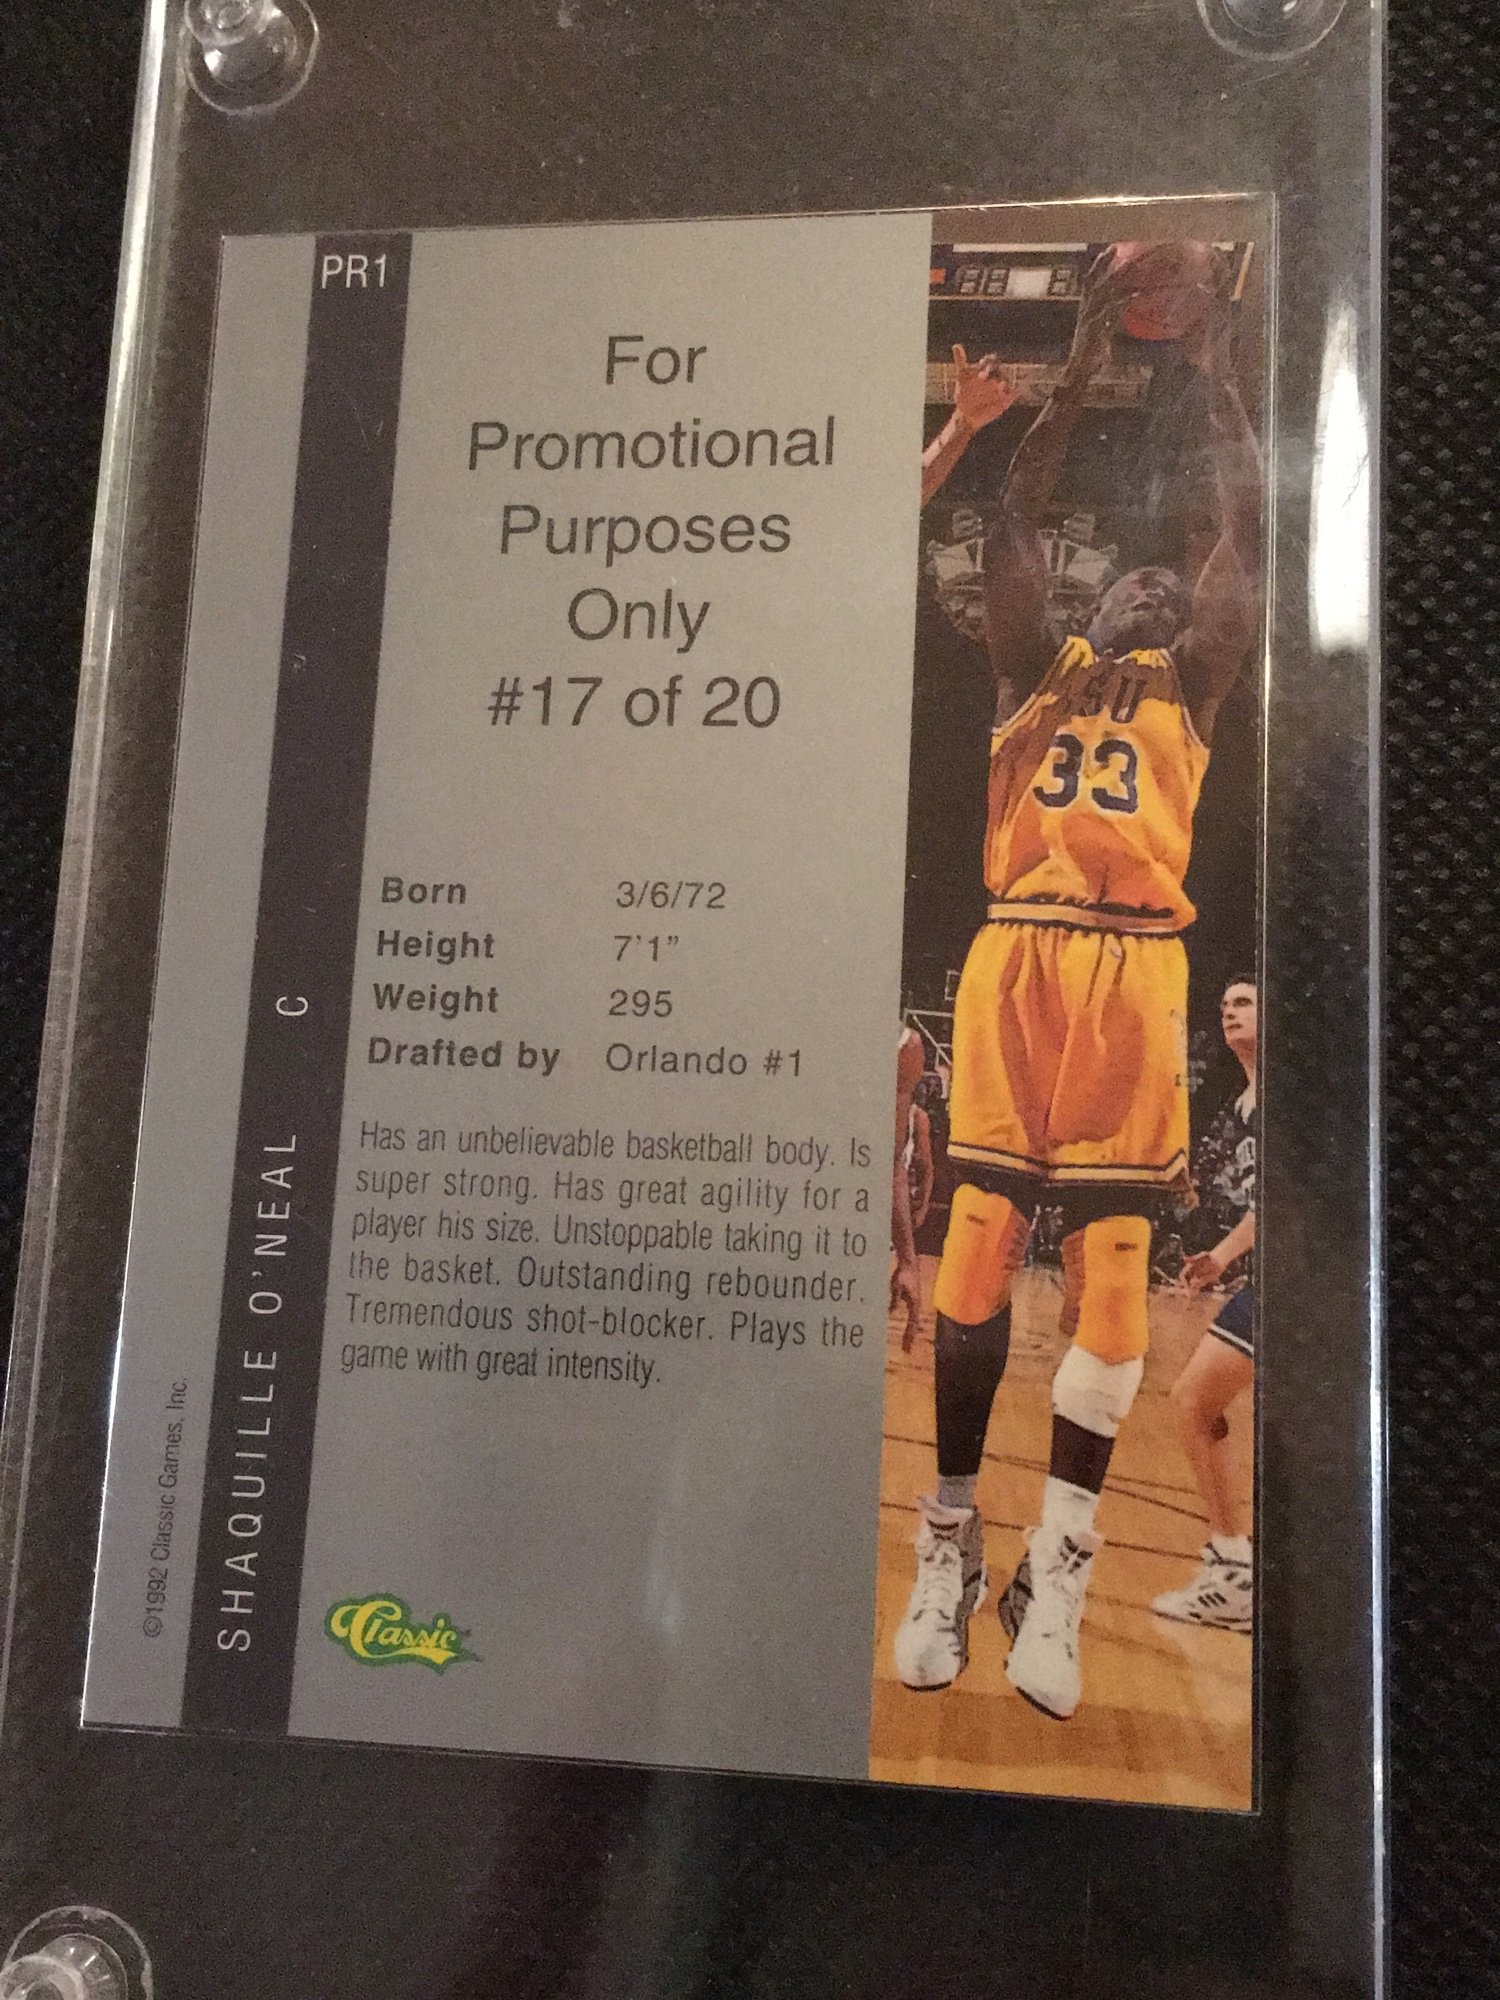 PR1
For
Promotional
Purposes
Only
#17 of 20
Born 3/6/72
Height 7'1"
Weight 295
Drafted by Orlando #1
Has an unbelievable basketball body. Is
super strong. Has great agility for a
player his size. Unstoppable taking it to
the basket. Outstanding rebounder.
Tremendous shot-blocker. Plays the
game with great intensity.
SHAQUILLE O'NEAL C
©1992 Classic Games, Inc.
Classic
LSU
33